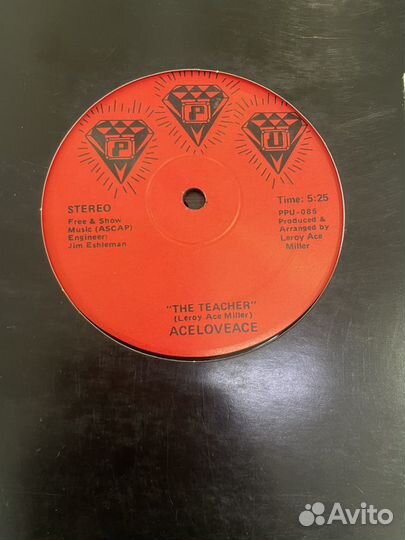 P P U
STEREO
Free & Show
Music (ASCAP)
Engineer:
Jim Eshleman
Time: 5:25
PPU-085
Produced &
Arranged by
Leroy Ace
Miller
"THE TEACHER"
(Leroy Ace Miller)
ACELOVEACE
Avito